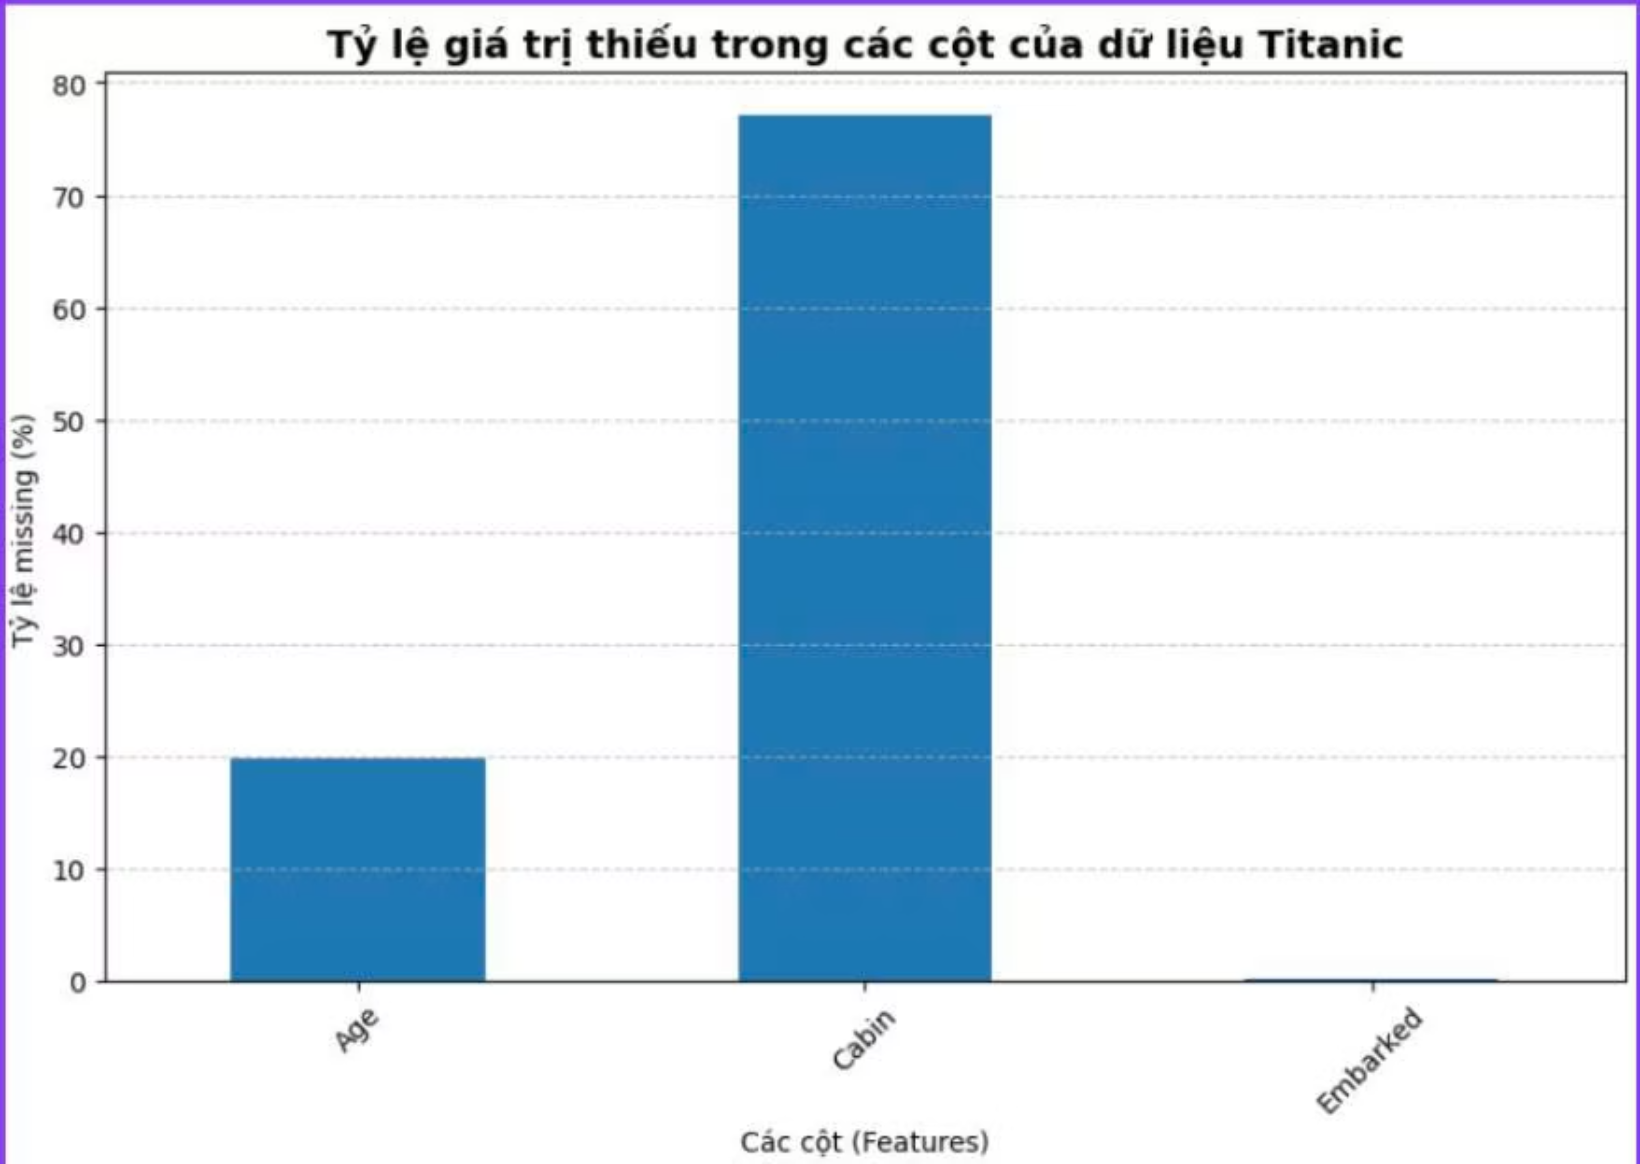 Tỷ lệ giá trị thiếu trong các cột của dữ liệu Titanic
80
70
60
50
40
30
20
10
0
Tỷ lệ missing (%)
Age
Cabin
Embarked
Các cột (Features)